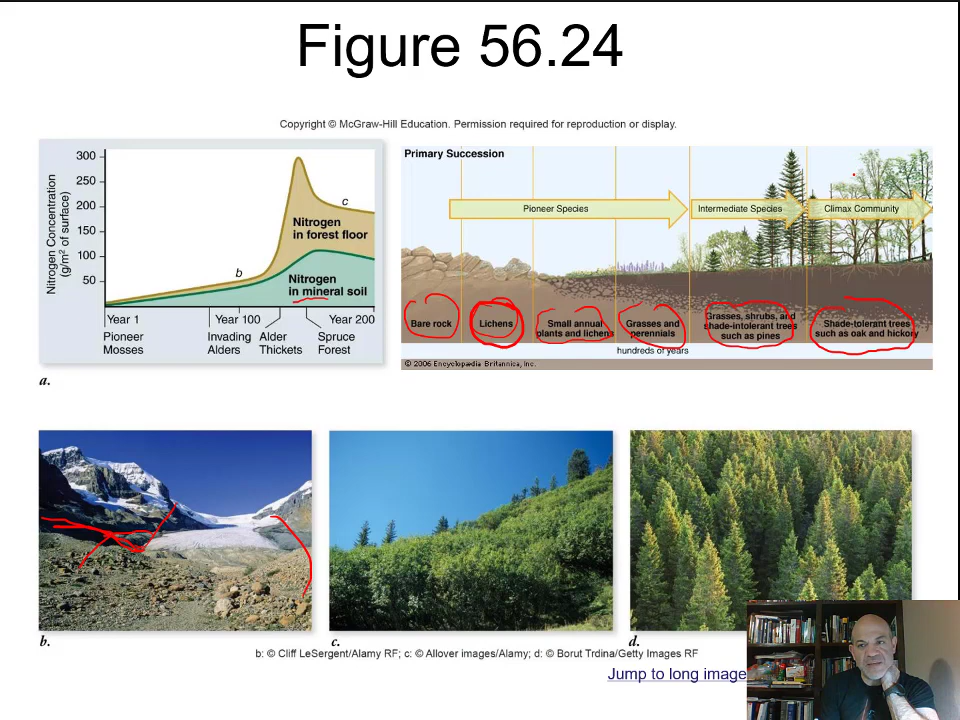 Figure 56.24
Copyright © McGraw-Hill Education. Permission required for reproduction or display.
Nitrogen Concentration
(g/m² of surface)
300
250
200
150
100
50
c
b
Nitrogen
in forest floor
Nitrogen
in mineral soil
Year 1
Year 100
Year 200
Pioneer
Mosses
Invading
Alders
Alder
Thickets
Spruce
Forest
a.
Primary Succession
Pioneer Species
Intermediate Species
Climax Community
Bare rock
Lichens
Small annual
plants and lichens
Grasses and
perennials
Grasses, shrubs, and
shade-intolerant trees
such as pines
Shade-tolerant trees
such as oak and hickory
hundreds of years
© 2006 Encyclopædia Britannica, Inc.
b.
c.
d.
b: © Cliff LeSergent/Alamy RF; c: © Allover images/Alamy; d: © Borut Trdina/Getty Images RF
Jump to long image